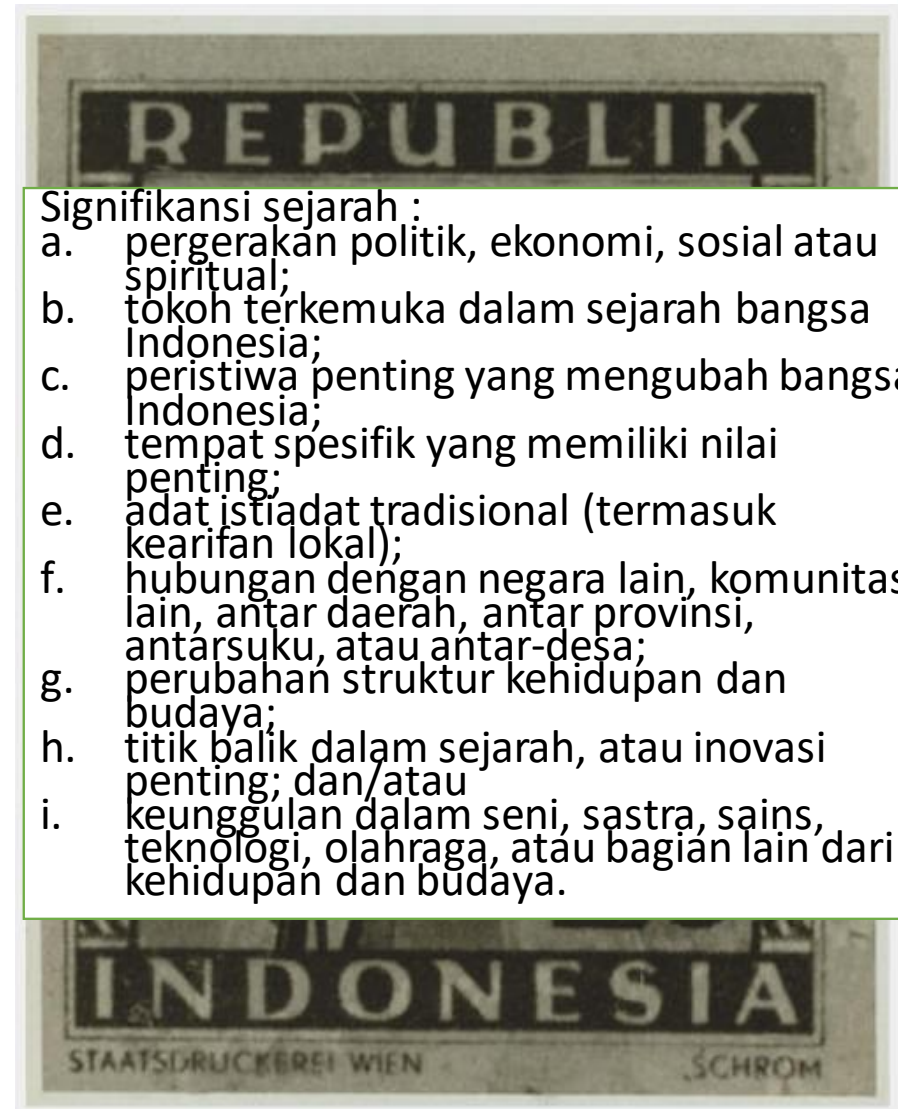 REPUBLIK
Signifikansi sejarah :
a. pergerakan politik, ekonomi, sosial atau
spiritual;
b. tokoh terkemuka dalam sejarah bangsa
Indonesia;
c. peristiwa penting yang mengubah bangsa
Indonesia;
d. tempat spesifik yang memiliki nilai
penting;
e. adat istiadat tradisional (termasuk
kearifan lokal);
f. hubungan dengan negara lain, komunitas
lain, antar daerah, antar provinsi,
antarsuku, atau antar-desa;
g. perubahan struktur kehidupan dan
budaya;
h. titik balik dalam sejarah, atau inovasi
penting; dan/atau
i. keunggulan dalam seni, sastra, sains,
teknologi, olahraga, atau bagian lain dari
kehidupan dan budaya.
INDONESIA
STAATSDRUCKEREI WIEN SCHROM